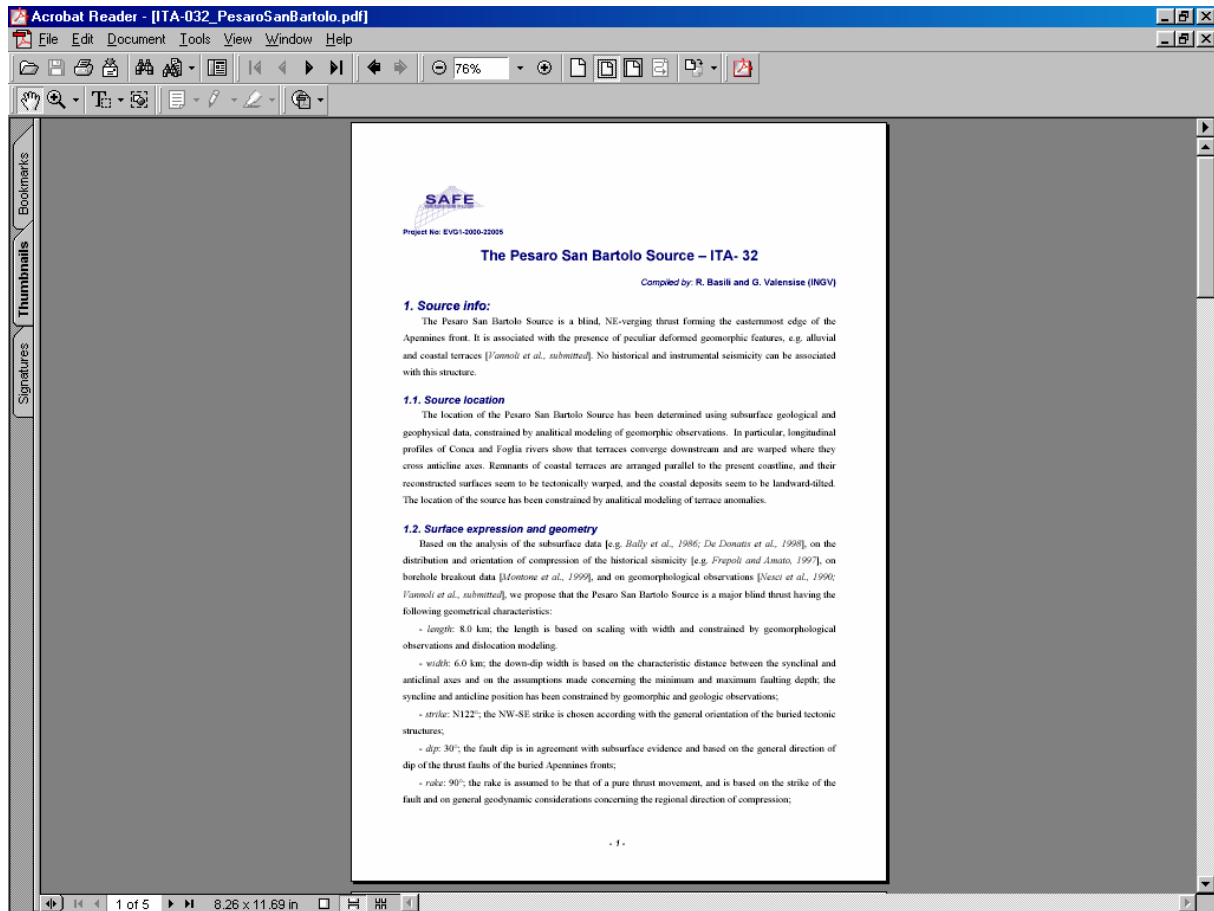 Acrobat Reader - [ITA-032_PesaroSanBartolo.pdf]
File Edit Document Tools View Window Help
76%
Bookmarks
Thumbnails
Signatures
SAFE
Project No: EVG1-2000-22005
The Pesaro San Bartolo Source – ITA- 32
Compiled by: R. Basili and G. Valensise (INGV)
1. Source info:
The Pesaro San Bartolo Source is a blind, NE-verging thrust forming the easternmost edge of the
Apennines front. It is associated with the presence of peculiar deformed geomorphic features, e.g. alluvial
and coastal terraces [Vannoli et al., submitted]. No historical and instrumental seismicity can be associated
with this structure.
1.1. Source location
The location of the Pesaro San Bartolo Source has been determined using subsurface geological and
geophysical data, constrained by analitical modeling of geomorphic observations. In particular, longitudinal
profiles of Conca and Foglia rivers show that terraces converge downstream and are warped where they
cross anticline axes. Remnants of coastal terraces are arranged parallel to the present coastline, and their
reconstructed surfaces seem to be tectonically warped, and the coastal deposits seem to be landward-tilted.
The location of the source has been constrained by analitical modeling of terrace anomalies.
1.2. Surface expression and geometry
Based on the analysis of the subsurface data [e.g. Bally et al., 1986; De Donatis et al., 1998], on the
distribution and orientation of compression of the historical sismicity [e.g. Frepoli and Amato, 1997], on
borehole breakout data [Montone et al., 1999], and on geomorphological observations [Nesci et al., 1990;
Vannoli et al., submitted], we propose that the Pesaro San Bartolo Source is a major blind thrust having the
following geometrical characteristics:
- length: 8.0 km; the length is based on scaling with width and constrained by geomorphological
observations and dislocation modeling.
- width: 6.0 km; the down-dip width is based on the characteristic distance between the synclinal and
anticlinal axes and on the assumptions made concerning the minimum and maximum faulting depth; the
syncline and anticline position has been constrained by geomorphic and geologic observations;
- strike: N122°; the NW-SE strike is chosen according with the general orientation of the buried tectonic
structures;
- dip: 30°; the fault dip is in agreement with subsurface evidence and based on the general direction of
dip of the thrust faults of the buried Apennines fronts;
- rake: 90°; the rake is assumed to be that of a pure thrust movement, and is based on the strike of the
fault and on general geodynamic considerations concerning the regional direction of compression;
- 1 -
1 of 5 8.26 x 11.69 in